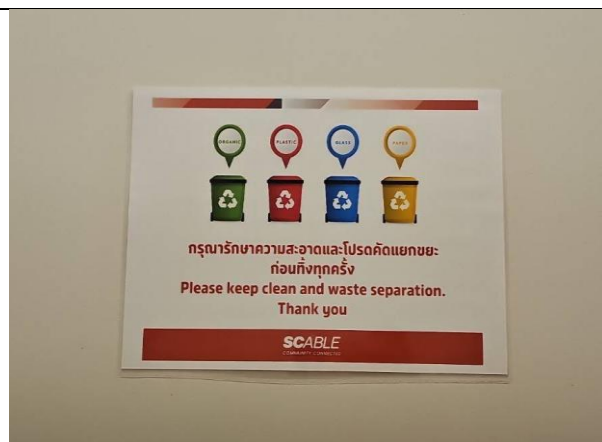 ORGANIC
PLASTIC
GLASS
PAPER
กรุณารักษาความสะอาดและโปรดคัดแยกขยะ
ก่อนทิ้งทุกครั้ง
Please keep clean and waste separation.
Thank you
SCABLE
COMMUNITY CONNECTED